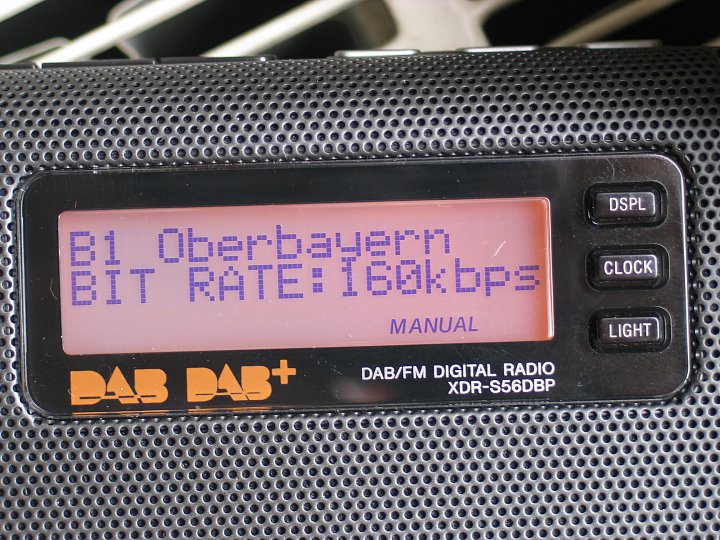 B1 Oberbayern
BIT RATE:160kbps
MANUAL
DSPL
CLOCK
LIGHT
DAB DAB+
DAB/FM DIGITAL RADIO
XDR-S56DBP